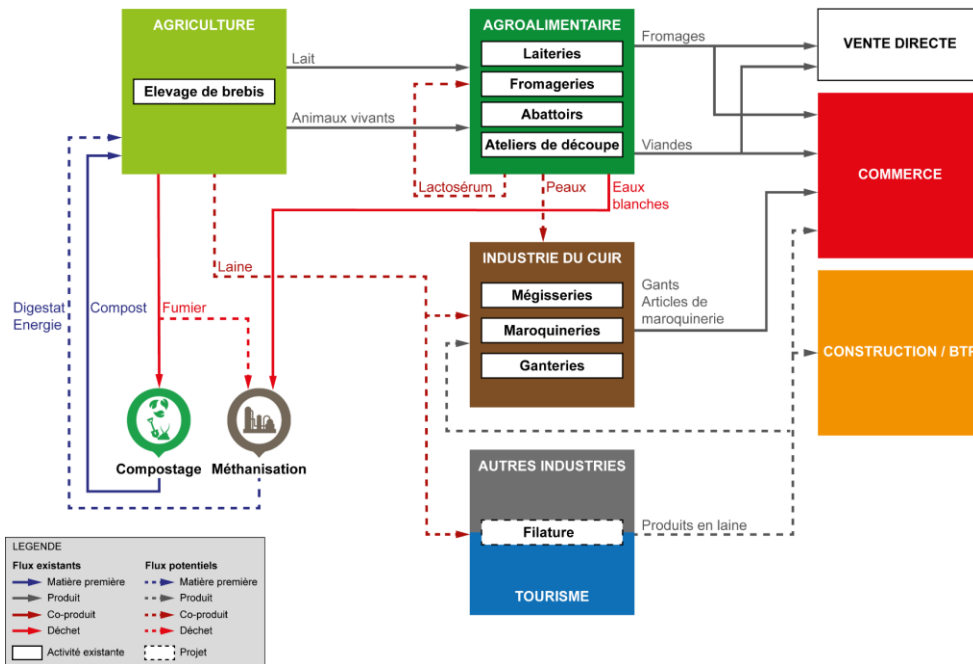 AGRICULTURE
Elevage de brebis
Lait
Animaux vivants
AGROALIMENTAIRE
Laiteries
Fromageries
Abattoirs
Ateliers de découpe
Fromages
Viandes
VENTE DIRECTE
COMMERCE
Lactosérum
Peaux
Eaux
blanches
Laine
INDUSTRIE DU CUIR
Mégisseries
Maroquineries
Ganteries
Gants
Articles de
maroquinerie
CONSTRUCTION / BTP
Digestat
Energie
Compost
Fumier
Compostage
Méthanisation
AUTRES INDUSTRIES
Filature
TOURISME
Produits en laine
LEGENDE
Flux existants
Flux potentiels
Matière première
Matière première
Produit
Produit
Co-produit
Co-produit
Déchet
Déchet
Activité existante
Projet